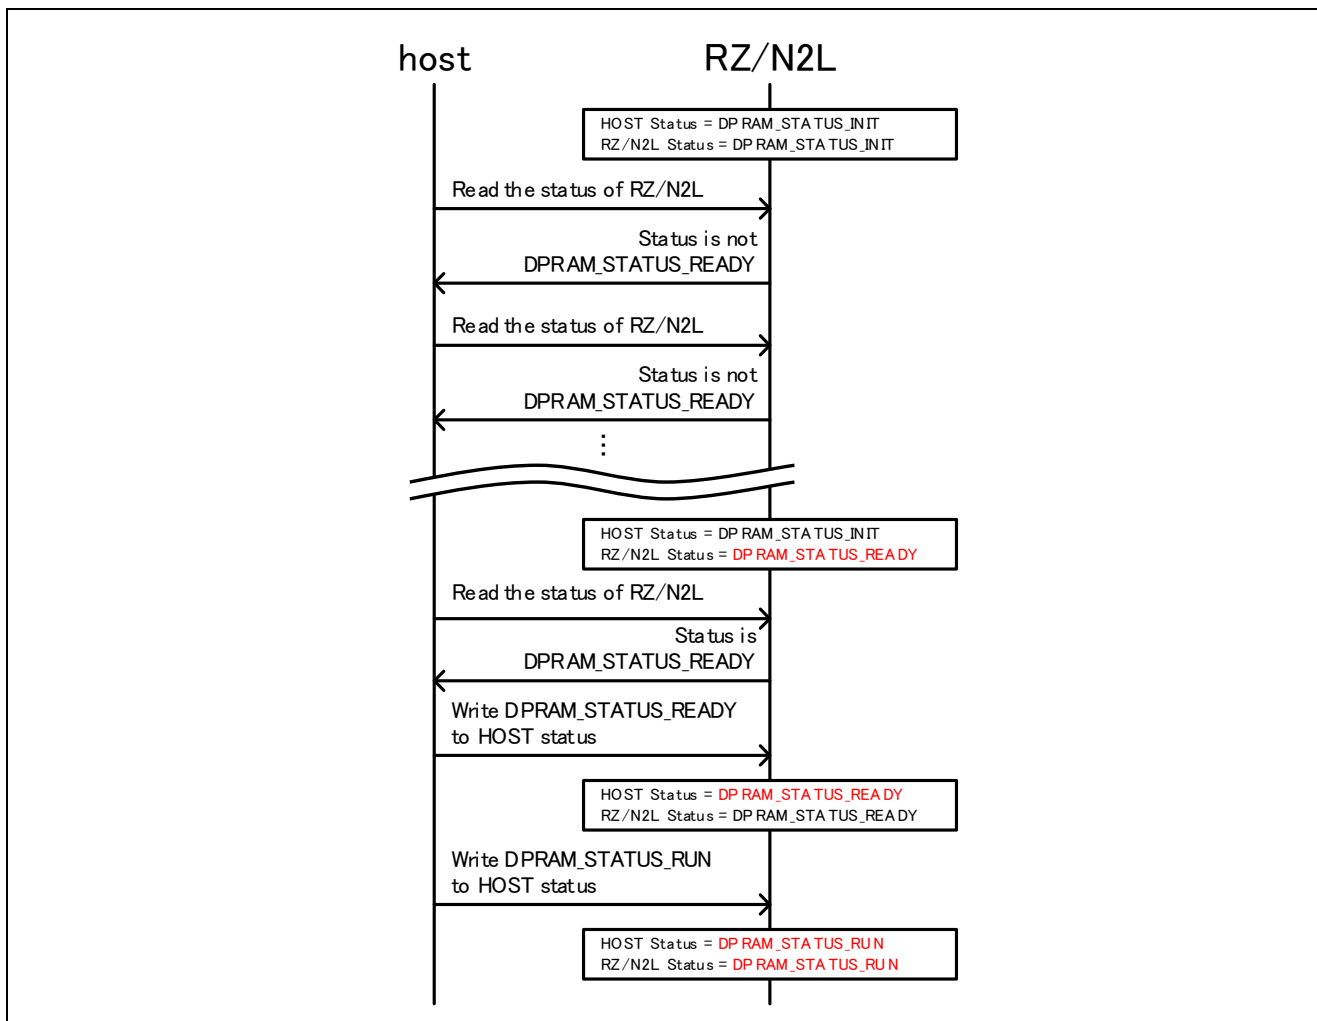 host
RZ/N2L
HOST Status = DPRAM_STATUS_INIT
RZ/N2L Status = DPRAM_STATUS_INIT
Read the status of RZ/N2L
Status is not
DPRAM_STATUS_READY
Read the status of RZ/N2L
Status is not
DPRAM_STATUS_READY
⋮
HOST Status = DPRAM_STATUS_INIT
RZ/N2L Status = DPRAM_STATUS_READY
Read the status of RZ/N2L
Status is
DPRAM_STATUS_READY
Write DPRAM_STATUS_READY
to HOST status
HOST Status = DPRAM_STATUS_READY
RZ/N2L Status = DPRAM_STATUS_READY
Write DPRAM_STATUS_RUN
to HOST status
HOST Status = DPRAM_STATUS_RUN
RZ/N2L Status = DPRAM_STATUS_RUN